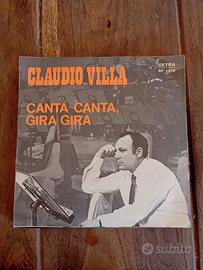 CLAUDIO VILLA
CETRA
CANTA CANTA,
GIRA GIRA
subito